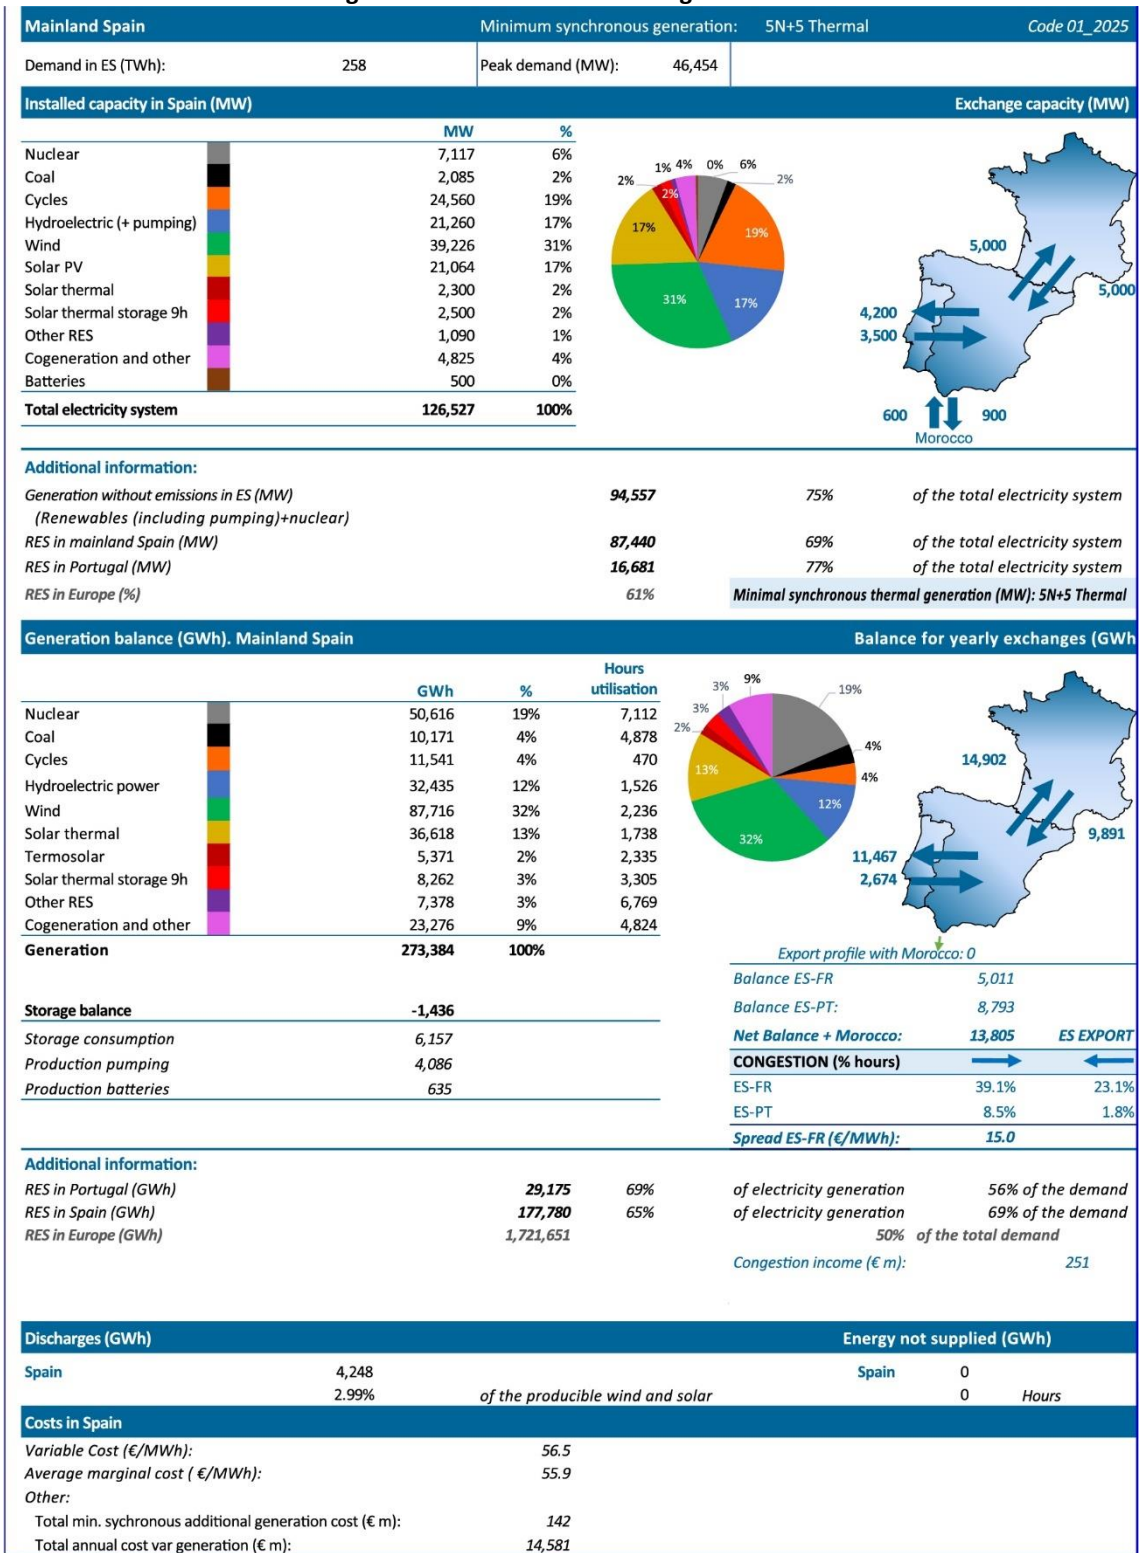 Mainland Spain Minimum synchronous generation: 5N+5 Thermal Code 01_2025
Demand in ES (TWh): 258 Peak demand (MW): 46,454
Installed capacity in Spain (MW) Exchange capacity (MW)
MW %
Nuclear 7,117 6%
Coal 2,085 2%
Cycles 24,560 19%
Hydroelectric (+ pumping) 21,260 17%
Wind 39,226 31%
Solar PV 21,064 17%
Solar thermal 2,300 2%
Solar thermal storage 9h 2,500 2%
Other RES 1,090 1%
Cogeneration and other 4,825 4%
Batteries 500 0%
Total electricity system 126,527 100%
2% 1% 4% 0% 6% 2%
2%
17% 19%
31% 17%
5,000
5,000
4,200
3,500
600 900
Morocco
Additional information:
Generation without emissions in ES (MW) 94,557 75% of the total electricity system
(Renewables (including pumping)+nuclear)
RES in mainland Spain (MW) 87,440 69% of the total electricity system
RES in Portugal (MW) 16,681 77% of the total electricity system
RES in Europe (%) 61% Minimal synchronous thermal generation (MW): 5N+5 Thermal
Generation balance (GWh). Mainland Spain Balance for yearly exchanges (GWh
Hours
GWh % utilisation
Nuclear 50,616 19% 7,112
Coal 10,171 4% 4,878
Cycles 11,541 4% 470
Hydroelectric power 32,435 12% 1,526
Wind 87,716 32% 2,236
Solar thermal 36,618 13% 1,738
Termosolar 5,371 2% 2,335
Solar thermal storage 9h 8,262 3% 3,305
Other RES 7,378 3% 6,769
Cogeneration and other 23,276 9% 4,824
Generation 273,384 100%
3% 9% 19%
3%
2%
4%
13% 4%
12%
32%
14,902
9,891
11,467
2,674
Export profile with Morocco: 0
Balance ES-FR 5,011
Balance ES-PT: 8,793
Net Balance + Morocco: 13,805 ES EXPORT
CONGESTION (% hours)
ES-FR 39.1% 23.1%
ES-PT 8.5% 1.8%
Spread ES-FR (€/MWh): 15.0
Storage balance -1,436
Storage consumption 6,157
Production pumping 4,086
Production batteries 635
Additional information:
RES in Portugal (GWh) 29,175 69% of electricity generation 56% of the demand
RES in Spain (GWh) 177,780 65% of electricity generation 69% of the demand
RES in Europe (GWh) 1,721,651 50% of the total demand
Congestion income (€ m): 251
Discharges (GWh) Energy not supplied (GWh)
Spain 4,248 Spain 0
2.99% of the producible wind and solar 0 Hours
Costs in Spain
Variable Cost (€/MWh): 56.5
Average marginal cost ( €/MWh): 55.9
Other:
Total min. sychronous additional generation cost (€ m): 142
Total annual cost var generation (€ m): 14,581